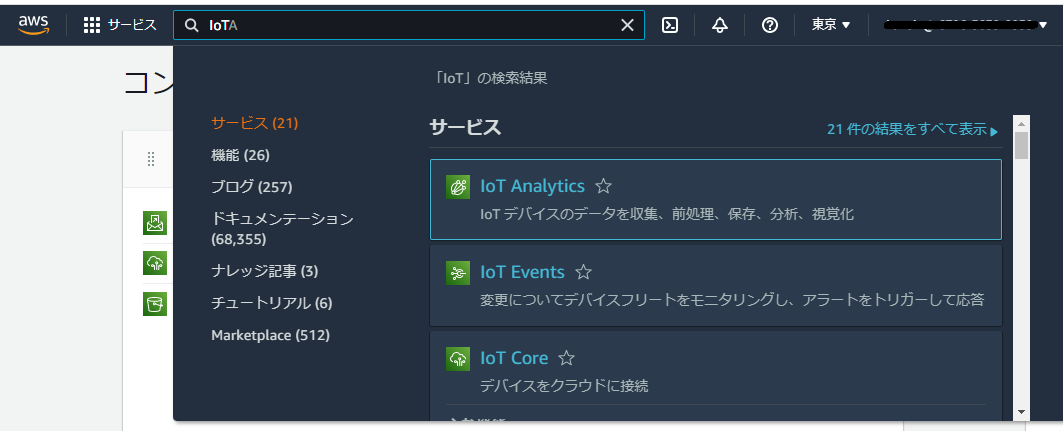 aws
サービス
IoTA
東京
コン
「IoT」の検索結果
サービス (21)
機能 (26)
ブログ (257)
ドキュメンテーション
(68,355)
ナレッジ記事 (3)
チュートリアル (6)
Marketplace (512)
サービス
21 件の結果をすべて表示
IoT Analytics
IoT デバイスのデータを収集、前処理、保存、分析、視覚化
IoT Events
変更についてデバイスフリートをモニタリングし、アラートをトリガーして応答
IoT Core
デバイスをクラウドに接続